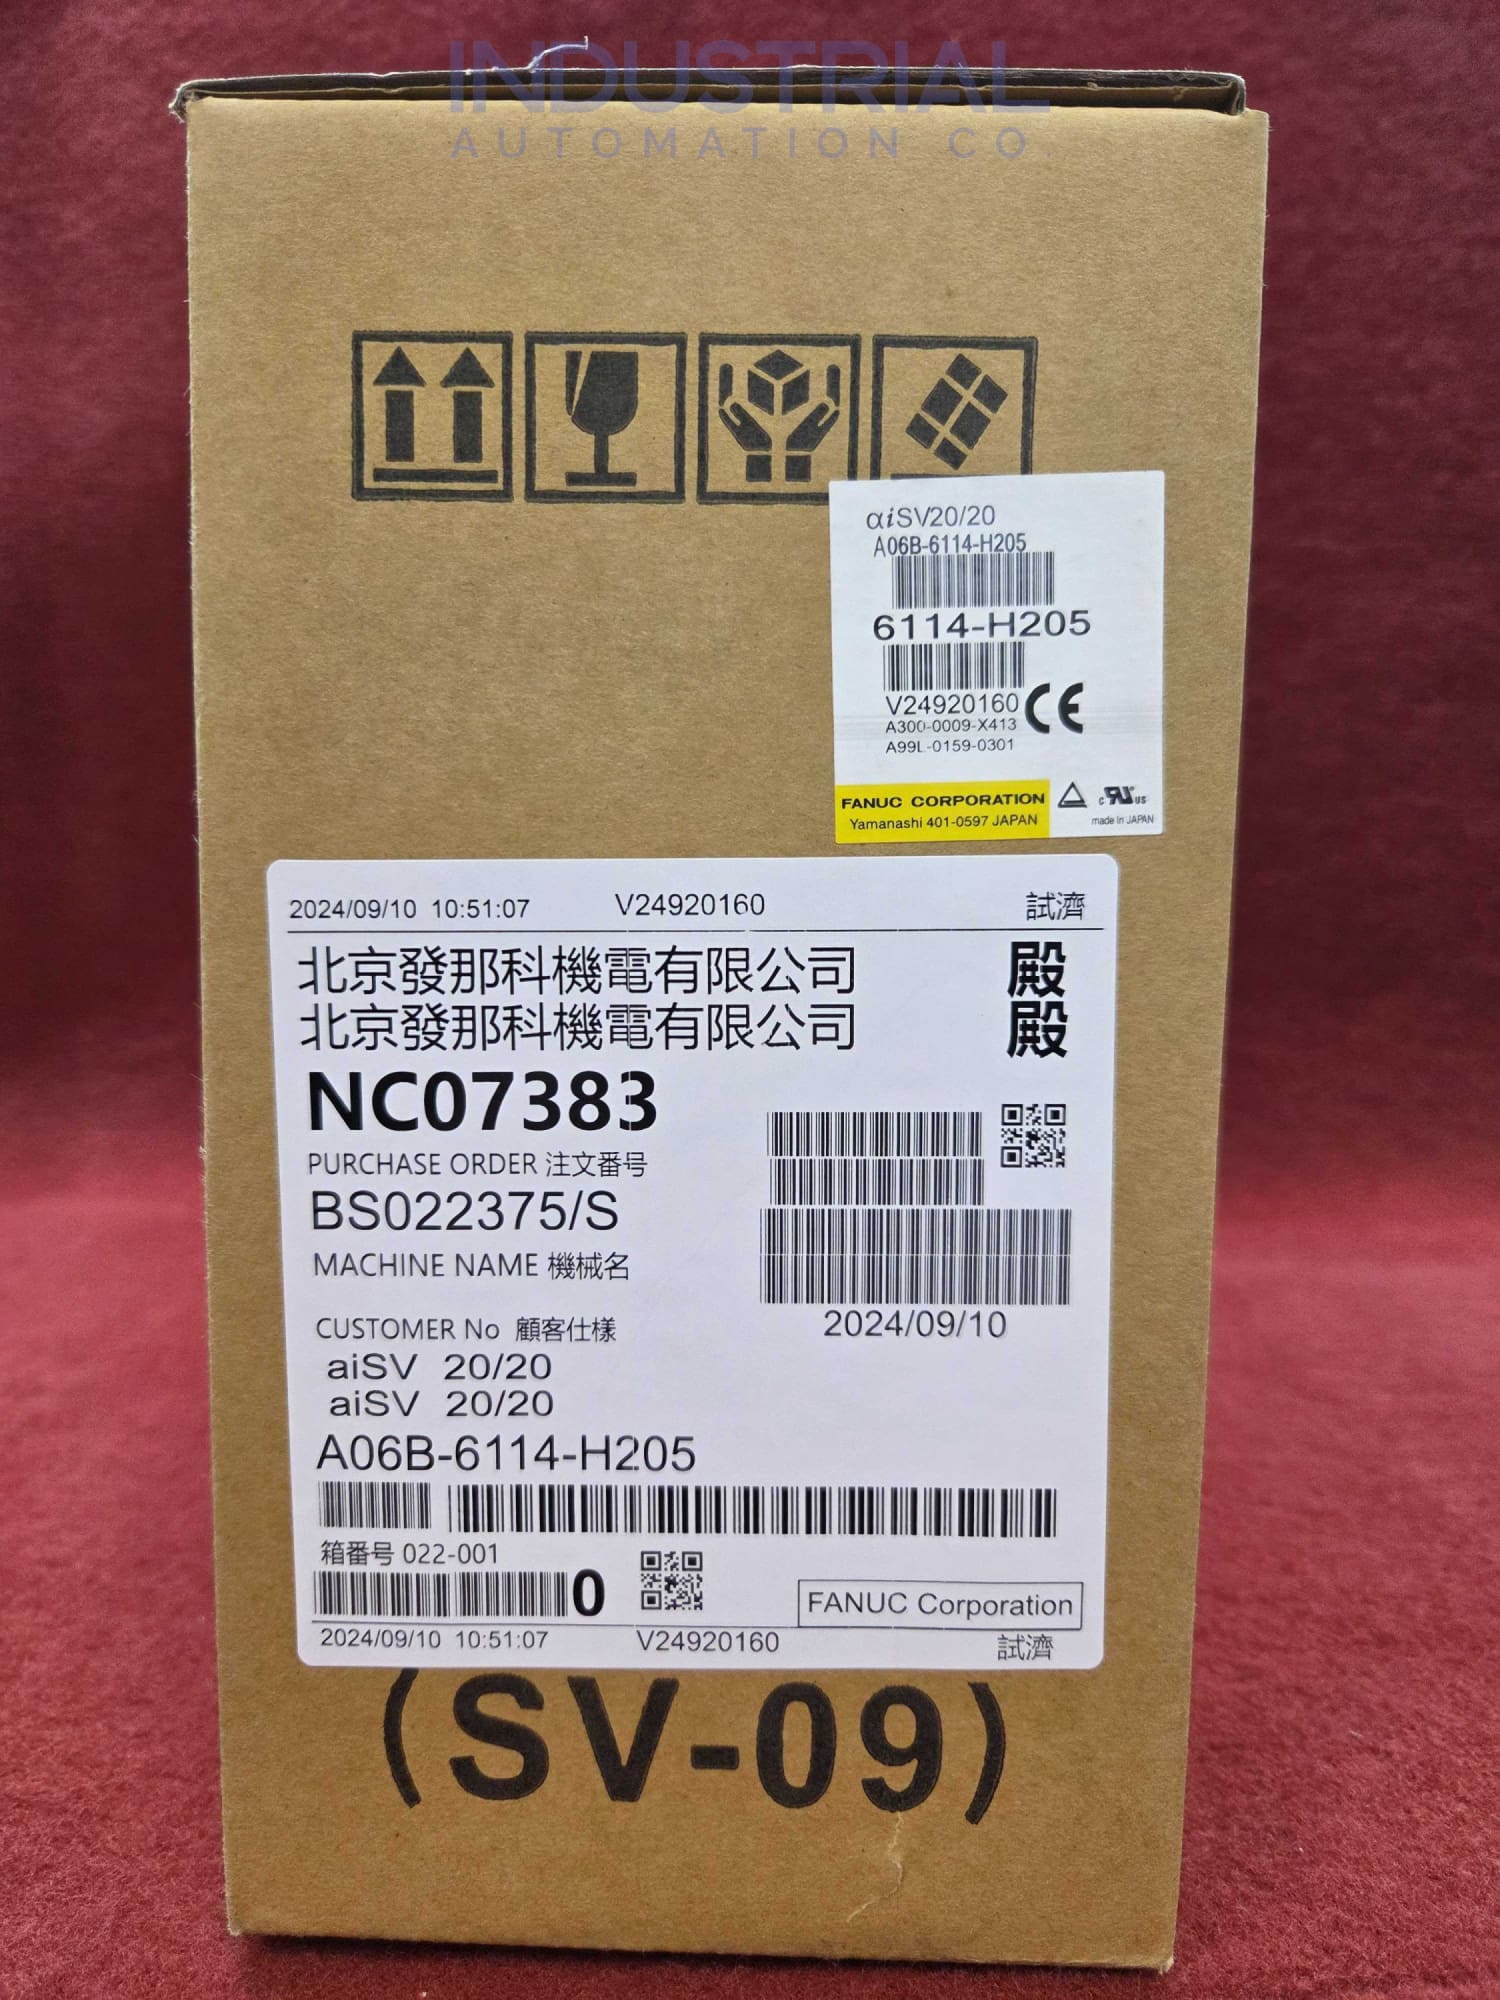 INDUSTRIAL
AUTOMATION CO.
αiSV20/20
A06B-6114-H205
6114-H205
V24920160
A300-0009-X413
A99L-0159-0301
CE
FANUC CORPORATION
Yamanashi 401-0597 JAPAN
c RU us
made in JAPAN
2024/09/10 10:51:07 V24920160 試濟
北京發那科機電有限公司 殿
北京發那科機電有限公司 殿
NC07383
PURCHASE ORDER 注文番号
BS022375/S
MACHINE NAME 機械名
2024/09/10
CUSTOMER No 顧客仕様
aiSV 20/20
aiSV 20/20
A06B-6114-H205
箱番号 022-001
0
FANUC Corporation
2024/09/10 10:51:07 V24920160 試濟
(SV-09)